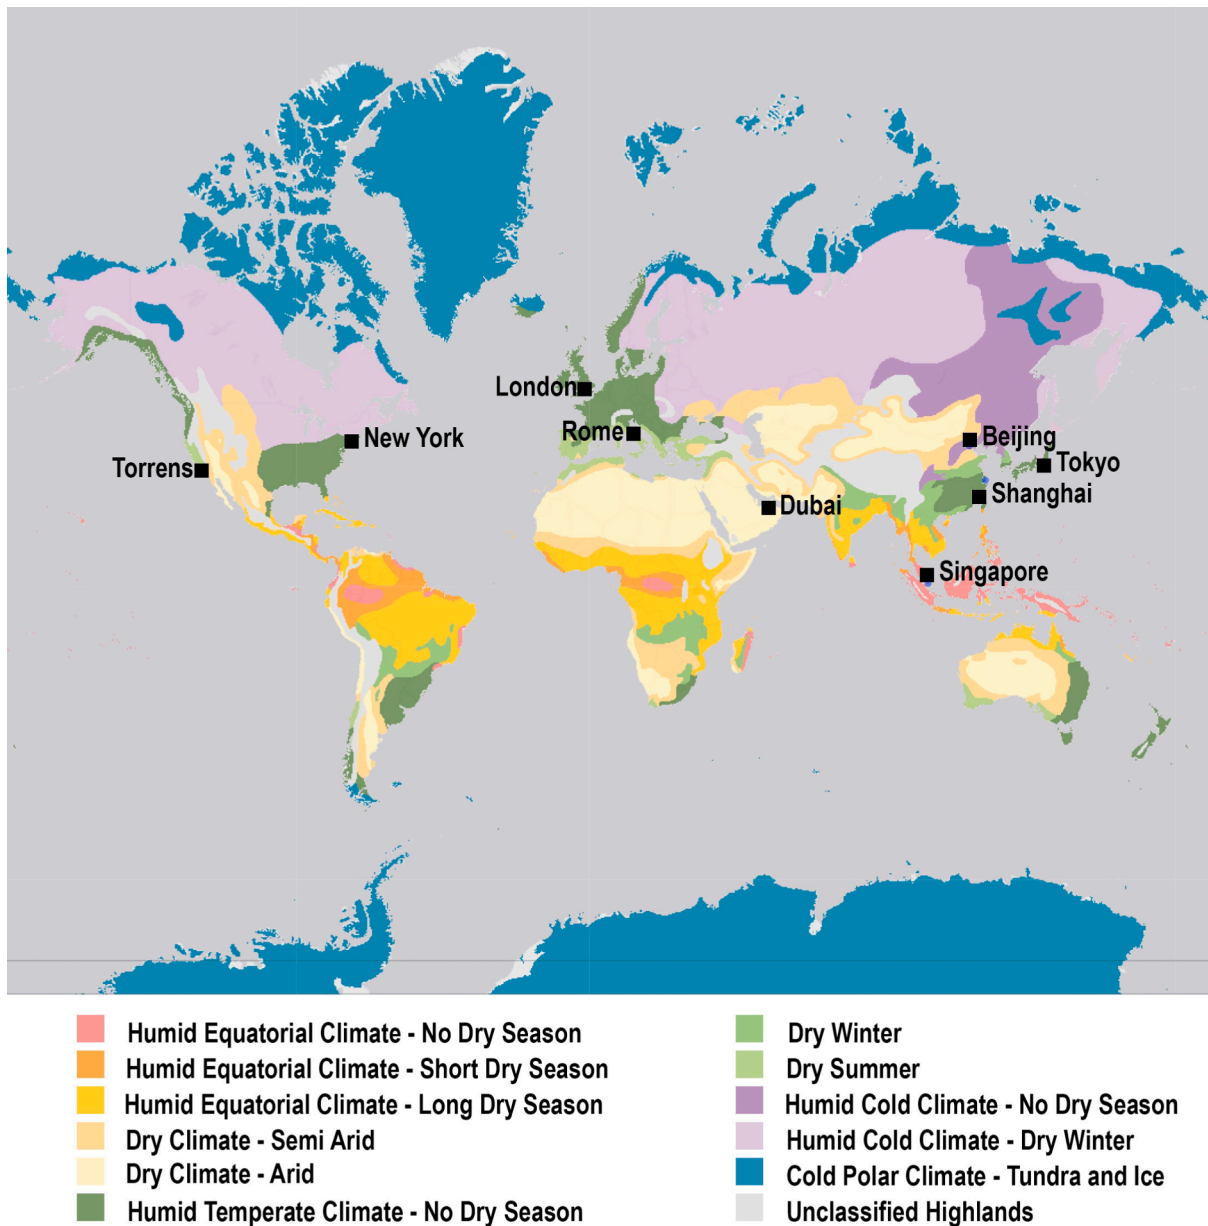 London
Rome
New York
Torrens
Beijing
Tokyo
Shanghai
Dubai
Singapore
Humid Equatorial Climate - No Dry Season
Humid Equatorial Climate - Short Dry Season
Humid Equatorial Climate - Long Dry Season
Dry Climate - Semi Arid
Dry Climate - Arid
Humid Temperate Climate - No Dry Season
Dry Winter
Dry Summer
Humid Cold Climate - No Dry Season
Humid Cold Climate - Dry Winter
Cold Polar Climate - Tundra and Ice
Unclassified Highlands